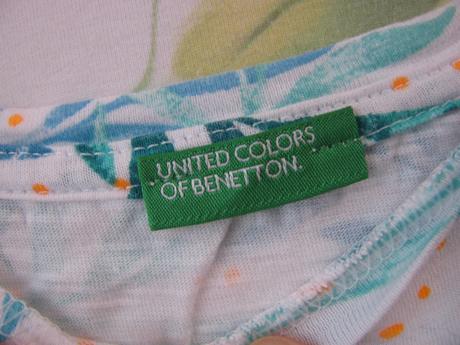 UNITED COLORS
OF BENETTON.